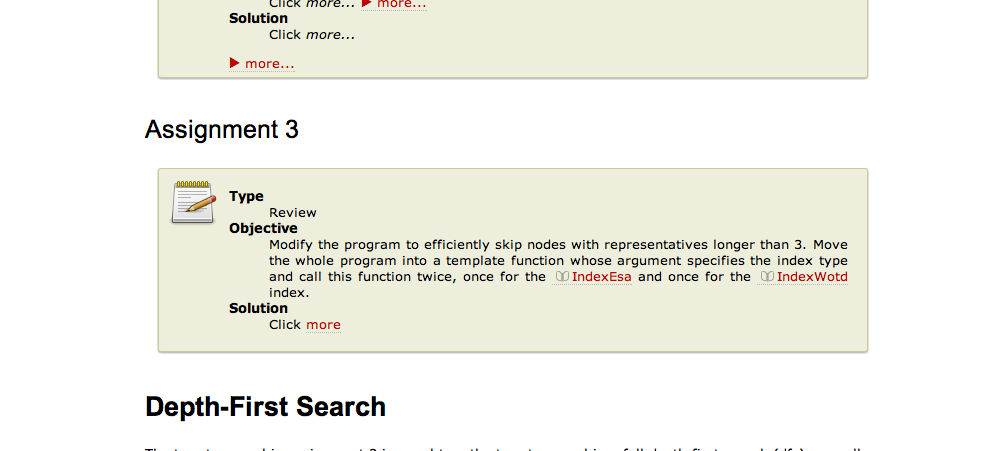 Click more... ▶ more...
Solution
Click more...
▶ more...
Assignment 3
Type
Review
Objective
Modify the program to efficiently skip nodes with representatives longer than 3. Move
the whole program into a template function whose argument specifies the index type
and call this function twice, once for the IndexEsa and once for the IndexWotd
index.
Solution
Click more
Depth-First Search